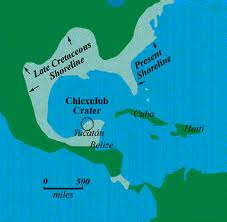 Late Cretaceous
Shoreline
Present
Shoreline
Chicxulub
Crater
Cuba
Yucatán
Haiti
Belize
0 500
miles